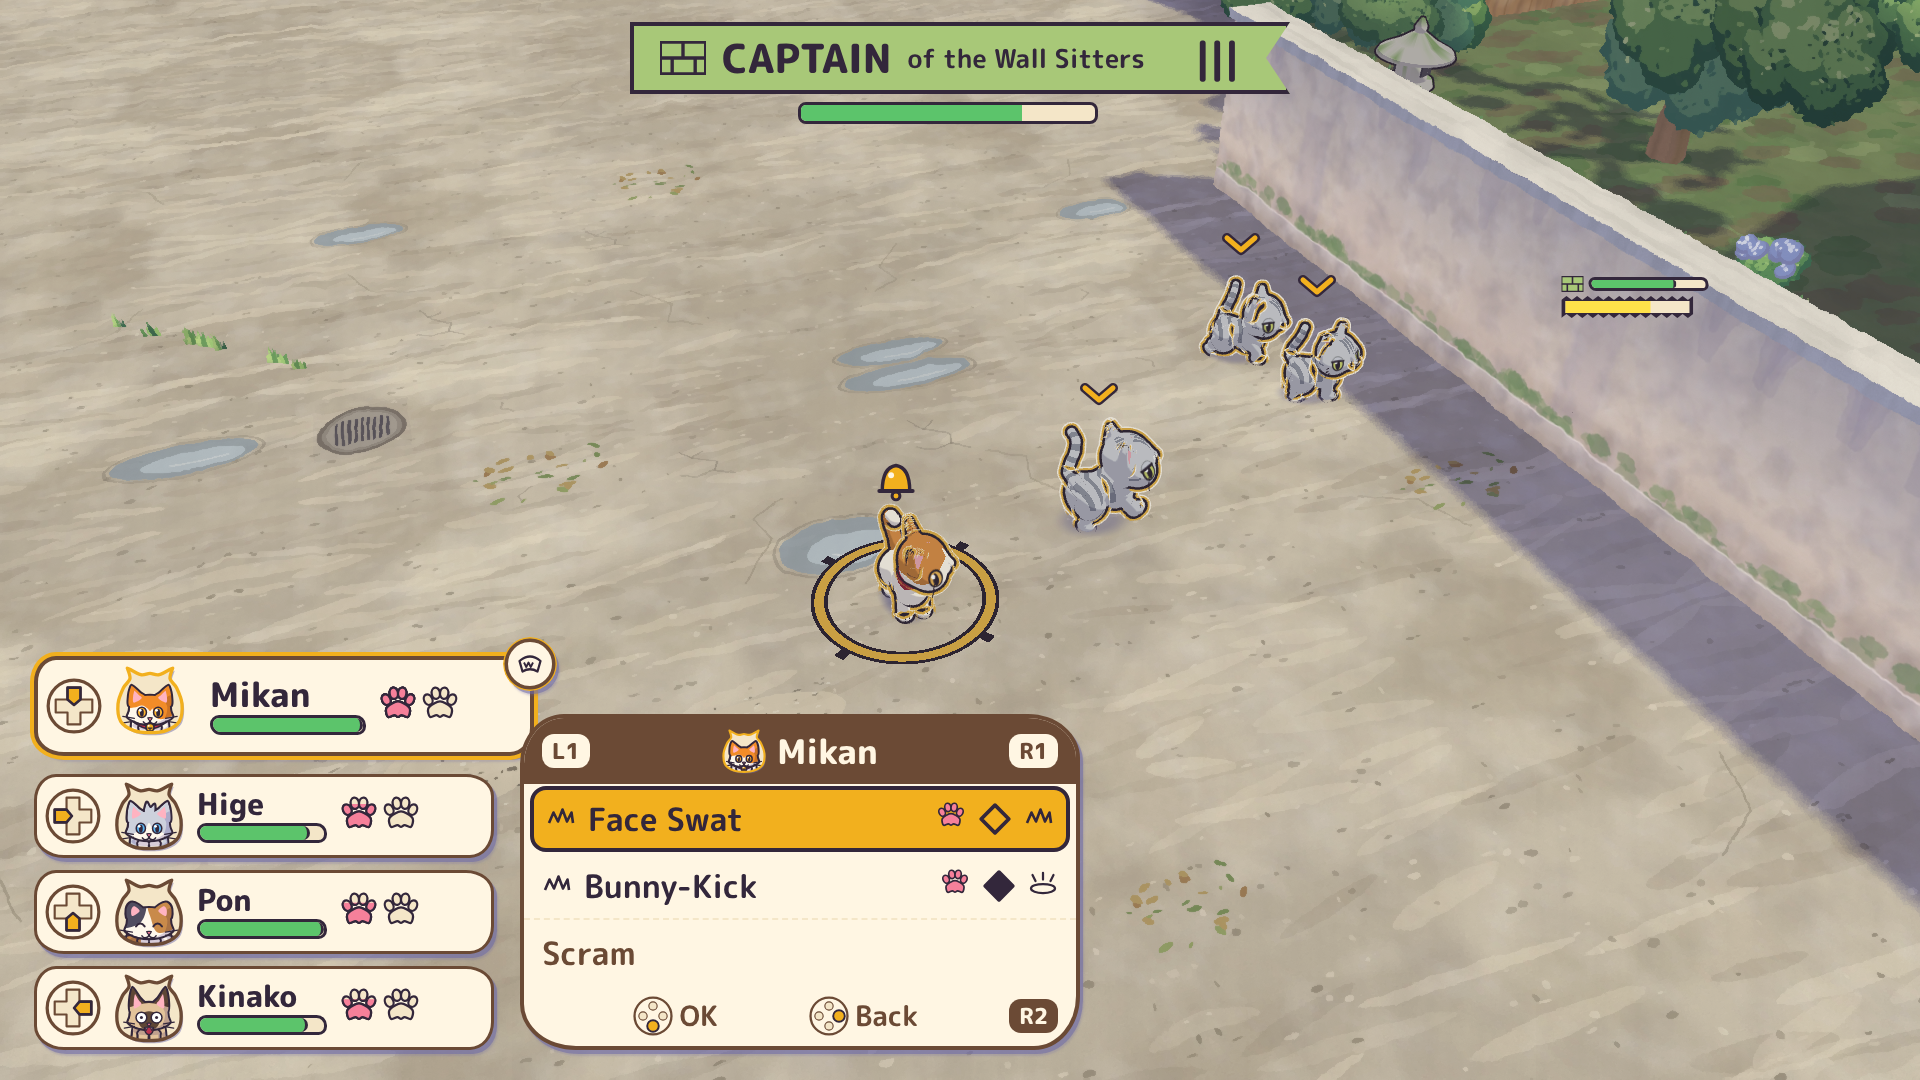 CAPTAIN of the Wall Sitters
Mikan
Hige
Pon
Kinako
L1 Mikan R1
Face Swat
Bunny-Kick
Scram
OK Back R2